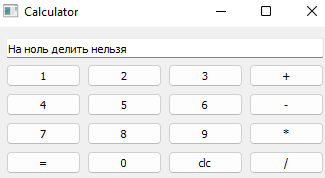 Calculator
На ноль делить нельзя
1 2 3 +
4 5 6 -
7 8 9 *
= 0 clc /